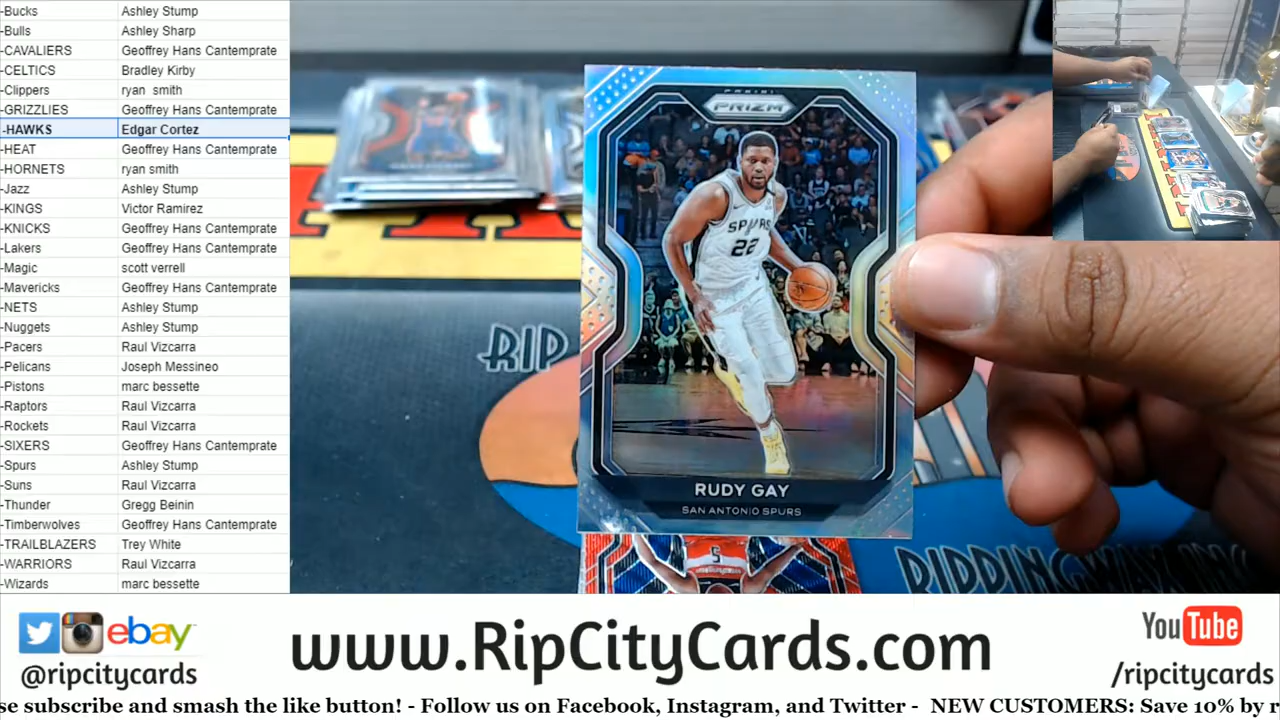 -Bucks Ashley Stump
-Bulls Ashley Sharp
-CAVALIERS Geoffrey Hans Cantemprate
-CELTICS Bradley Kirby
-Clippers ryan smith
-GRIZZLIES Geoffrey Hans Cantemprate
-HAWKS Edgar Cortez
-HEAT Geoffrey Hans Cantemprate
-HORNETS ryan smith
-Jazz Ashley Stump
-KINGS Victor Ramirez
-KNICKS Geoffrey Hans Cantemprate
-Lakers Geoffrey Hans Cantemprate
-Magic scott verrell
-Mavericks Geoffrey Hans Cantemprate
-NETS Ashley Stump
-Nuggets Ashley Stump
-Pacers Raul Vizcarra
-Pelicans Joseph Messineo
-Pistons marc bessette
-Raptors Raul Vizcarra
-Rockets Raul Vizcarra
-SIXERS Geoffrey Hans Cantemprate
-Spurs Ashley Stump
-Suns Raul Vizcarra
-Thunder Gregg Beinin
-Timberwolves Geoffrey Hans Cantemprate
-TRAILBLAZERS Trey White
-WARRIORS Raul Vizcarra
-Wizards marc bessette
PANINI
PRIZM
SPURS
22
RUDY GAY
SAN ANTONIO SPURS
RIP
5
RIPPINGWAX
ebay
@ripcitycards
www.RipCityCards.com
YouTube
/ripcitycards
se subscribe and smash the like button! - Follow us on Facebook, Instagram, and Twitter - NEW CUSTOMERS: Save 10% by r